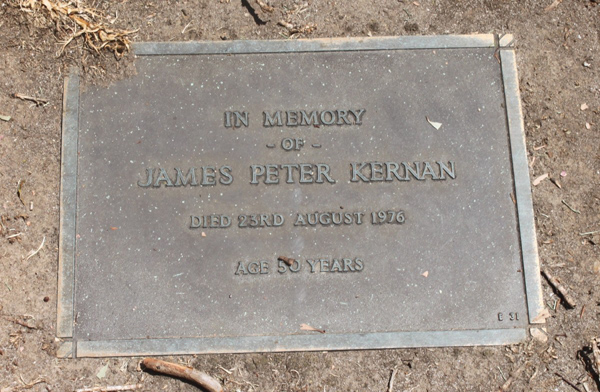 IN MEMORY
~ OF ~
JAMES PETER KERNAN
DIED 23RD AUGUST 1976
AGE 50 YEARS
E 31